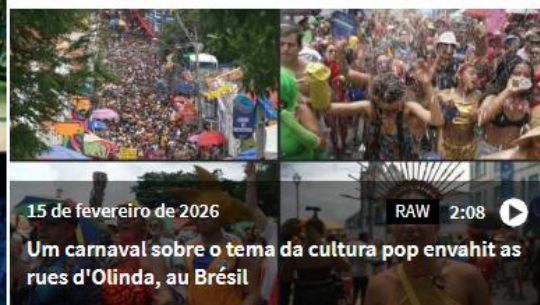 15 de fevereiro de 2026
RAW 2:08
Um carnaval sobre o tema da cultura pop envahit as
rues d'Olinda, au Brésil